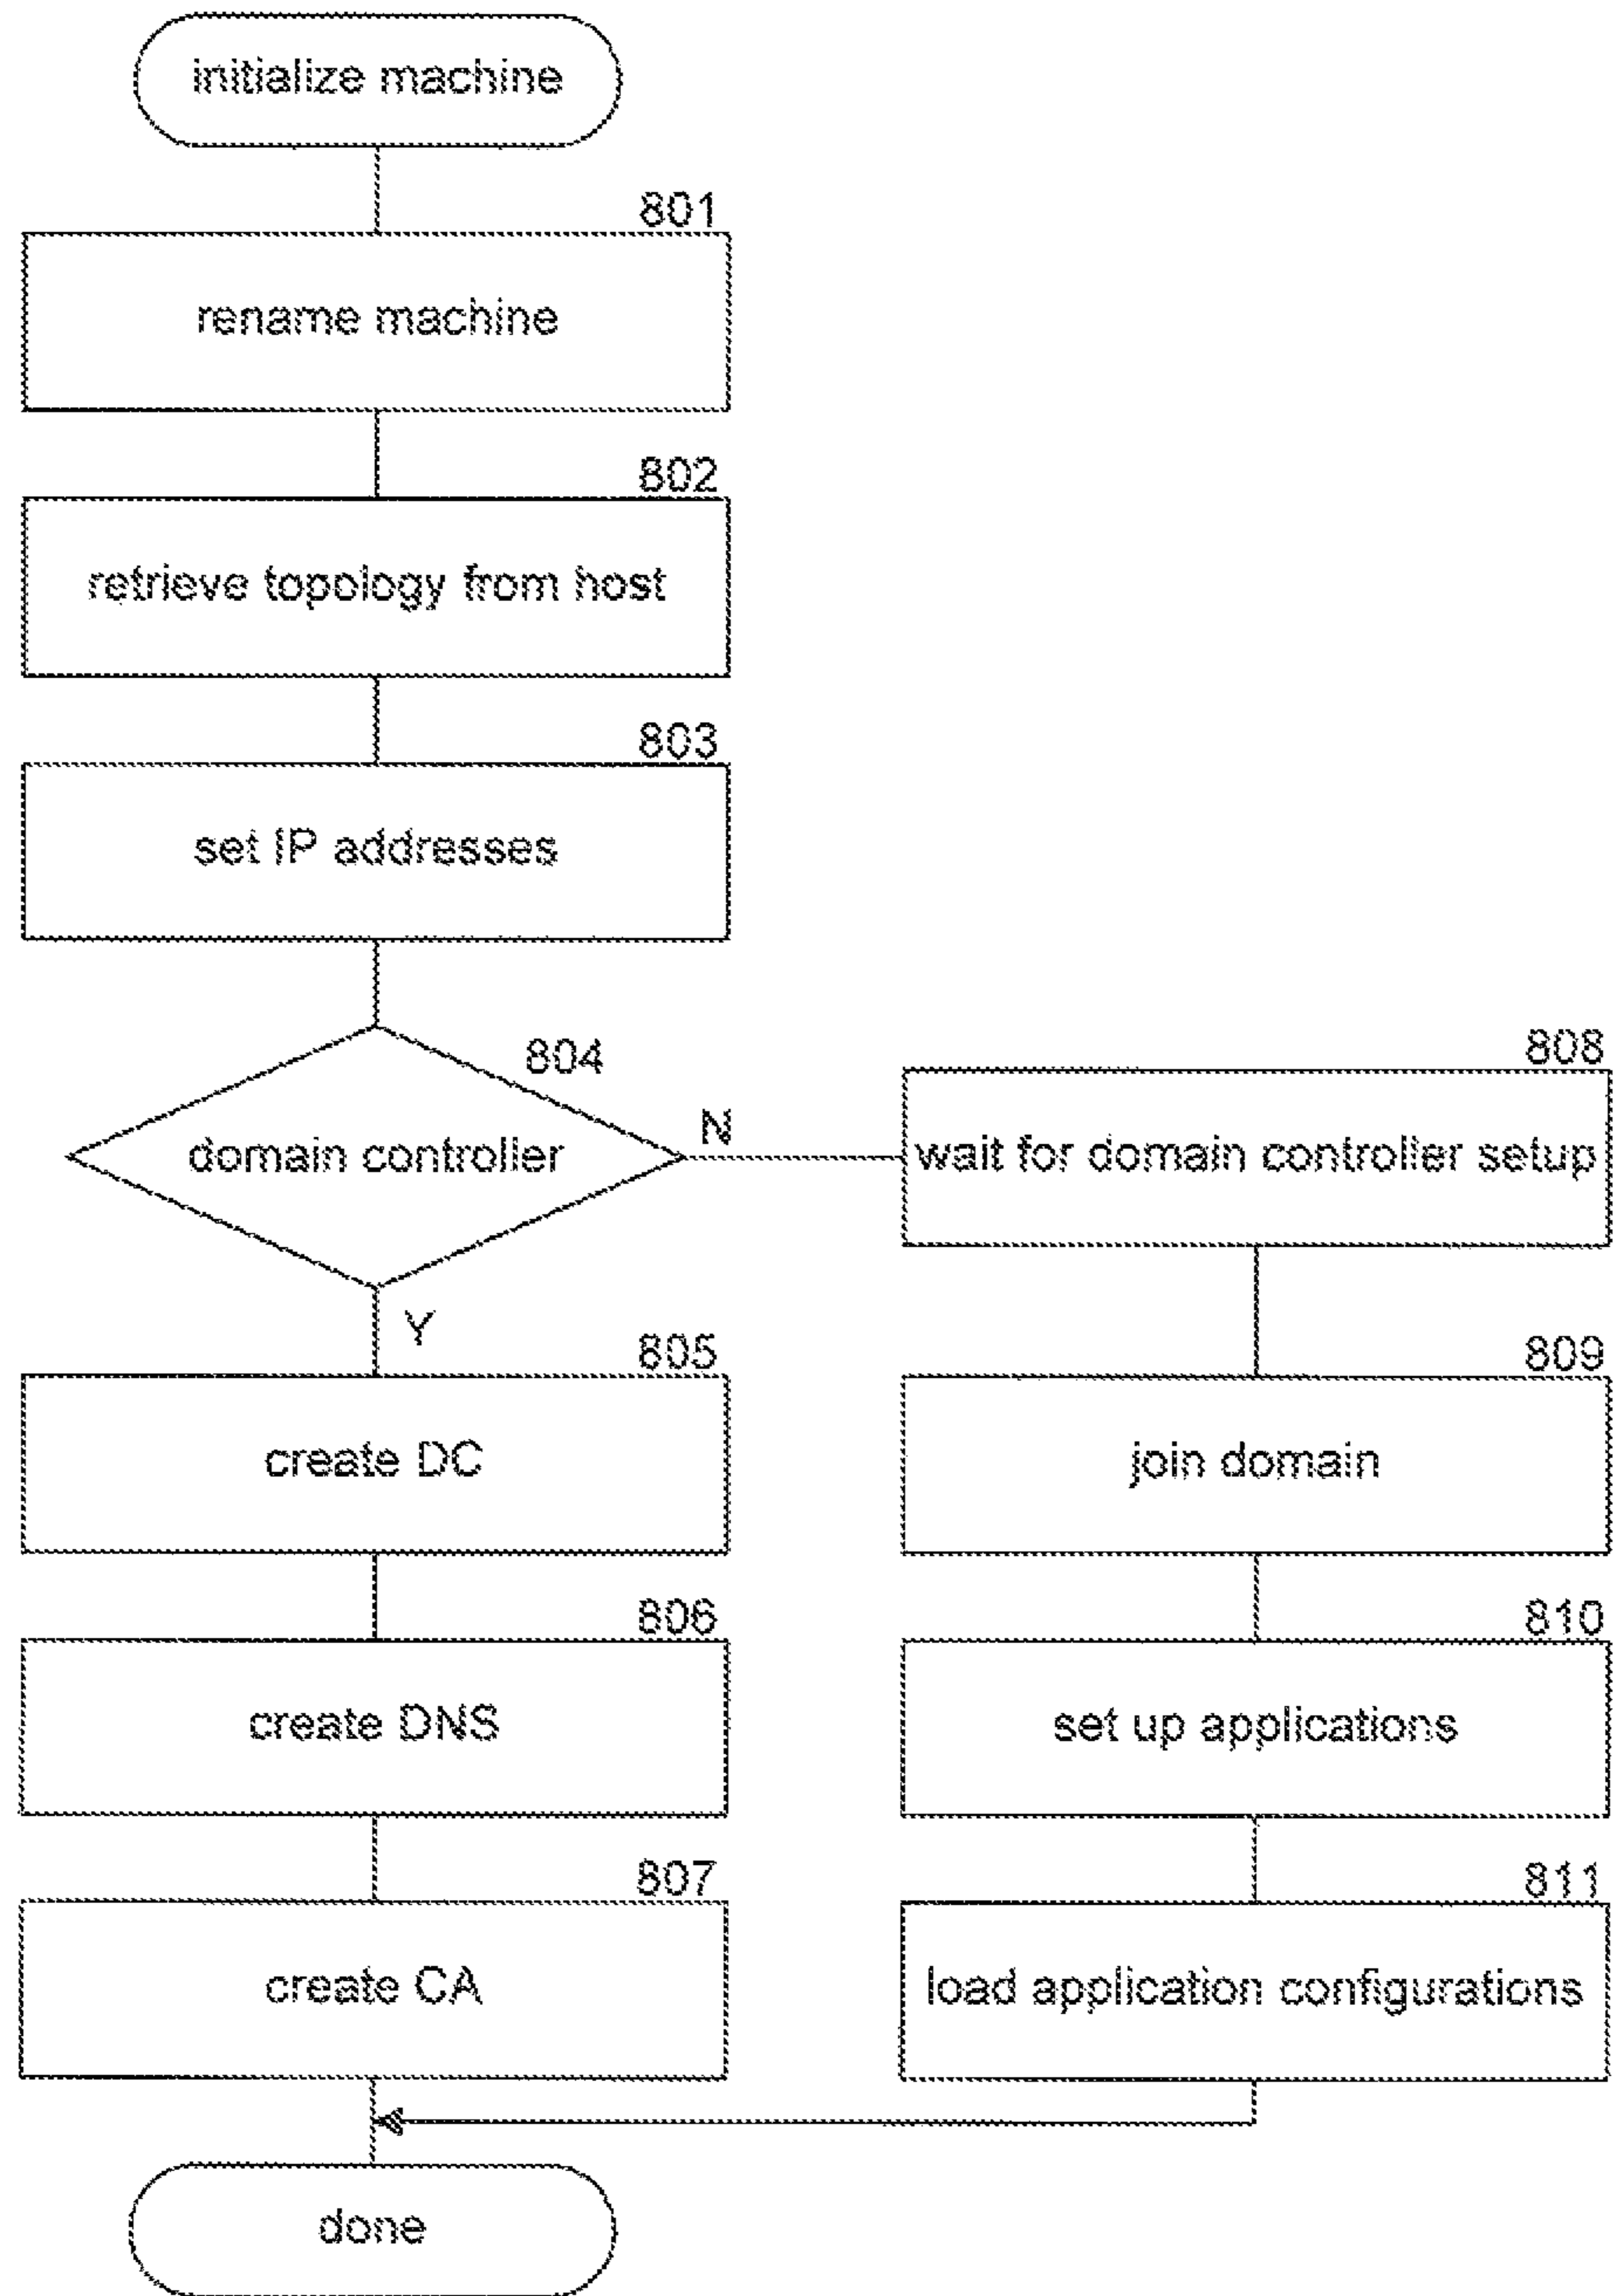 initialize machine
801
rename machine
802
retrieve topology from host
803
set IP addresses
804
domain controller
N
Y
805
create DC
806
create DNS
807
create CA
808
wait for domain controller setup
809
join domain
810
set up applications
811
load application configurations
done